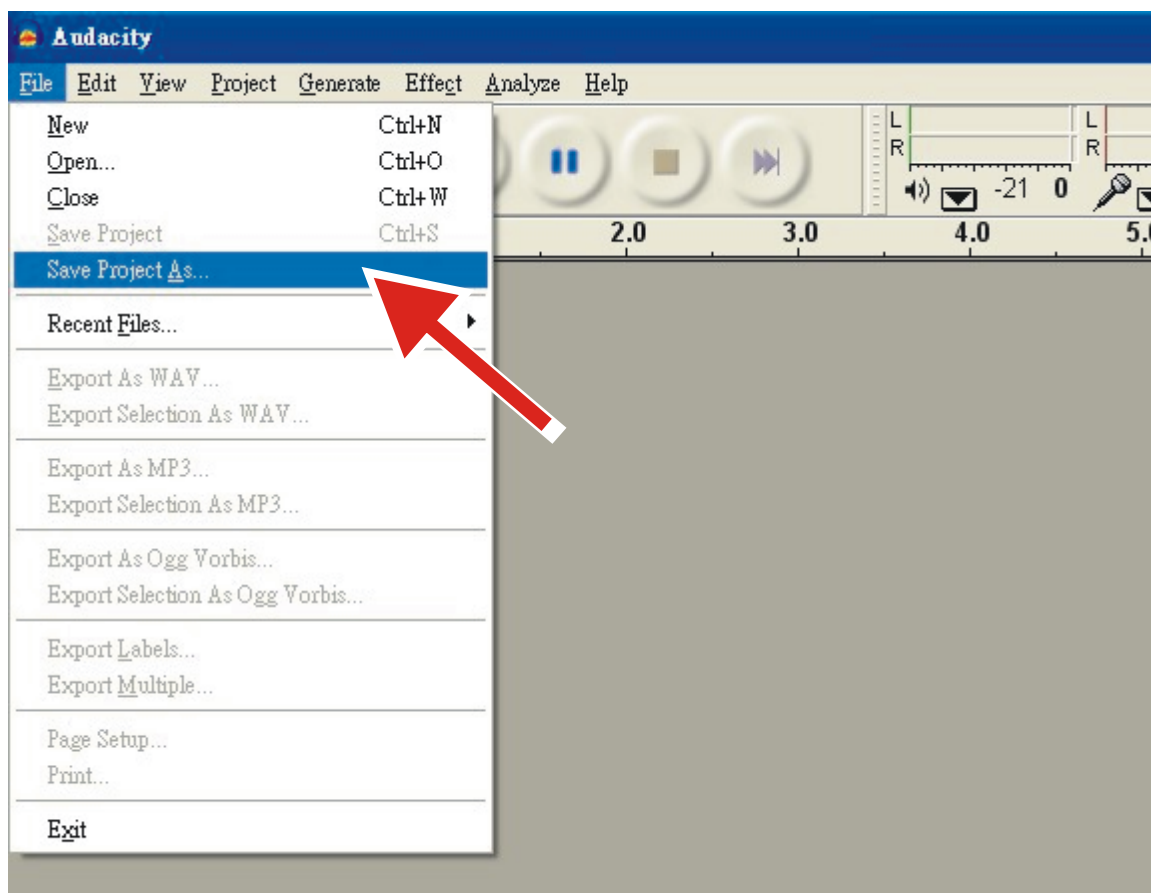 Audacity
File Edit View Project Generate Effect Analyze Help
New Ctrl+N
Open... Ctrl+O
Close Ctrl+W
Save Project Ctrl+S
Save Project As...
Recent Files...
Export As WAV...
Export Selection As WAV...
Export As MP3...
Export Selection As MP3...
Export As Ogg Vorbis...
Export Selection As Ogg Vorbis...
Export Labels...
Export Multiple...
Page Setup...
Print...
Exit
L L
R R
-21 0
2.0 3.0 4.0 5.0